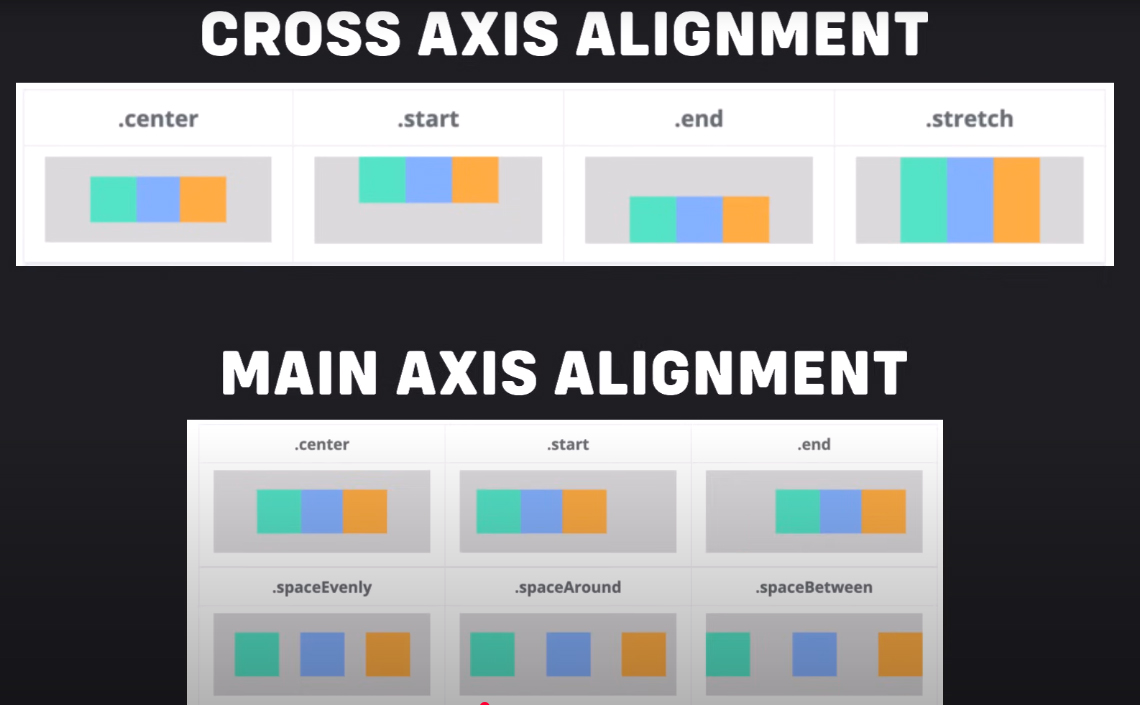 CROSS AXIS ALIGNMENT
.center .start .end .stretch
MAIN AXIS ALIGNMENT
.center .start .end
.spaceEvenly .spaceAround .spaceBetween